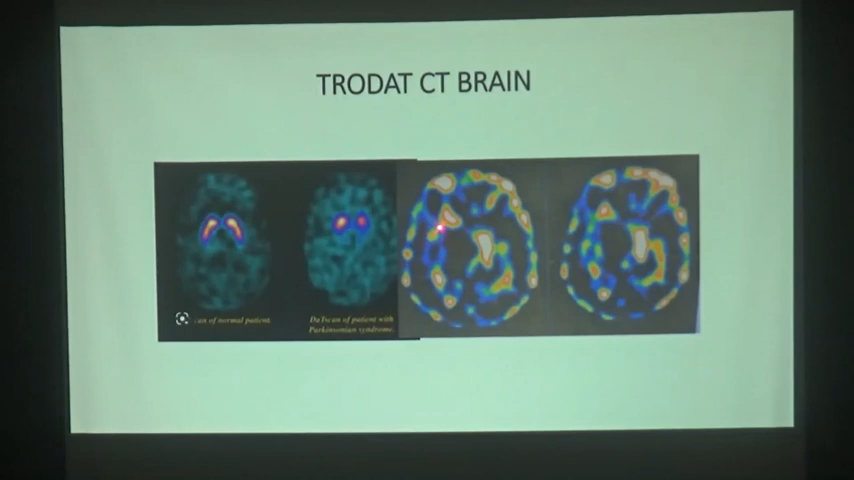 TRODAT CT BRAIN
can of normal patient.
DaTscan of patient with
Parkinsonian syndrome.